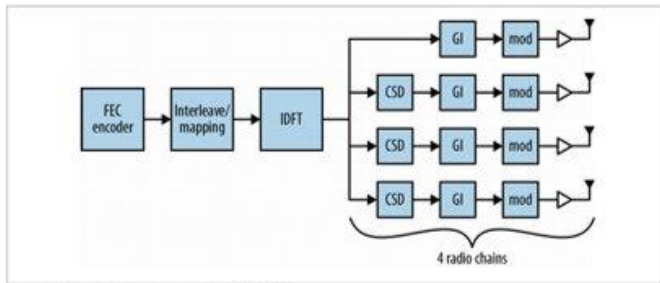 GI
mod
FEC
encoder
Interleave/
mapping
IDFT
CSD
GI
mod
CSD
GI
mod
CSD
GI
mod
4 radio chains